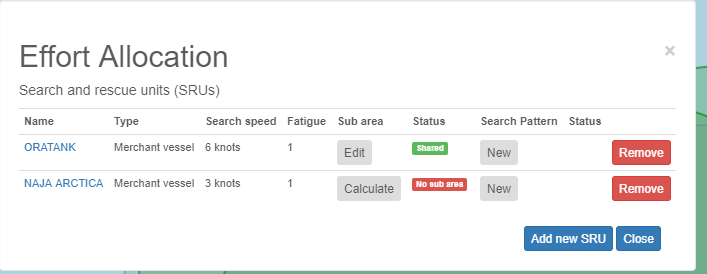 Effort Allocation
×
Search and rescue units (SRUs)
Name Type Search speed Fatigue Sub area Status Search Pattern Status
ORATANK Merchant vessel 6 knots 1 Edit Shared New Remove
NAJA ARCTICA Merchant vessel 3 knots 1 Calculate No sub area New Remove
Add new SRU Close